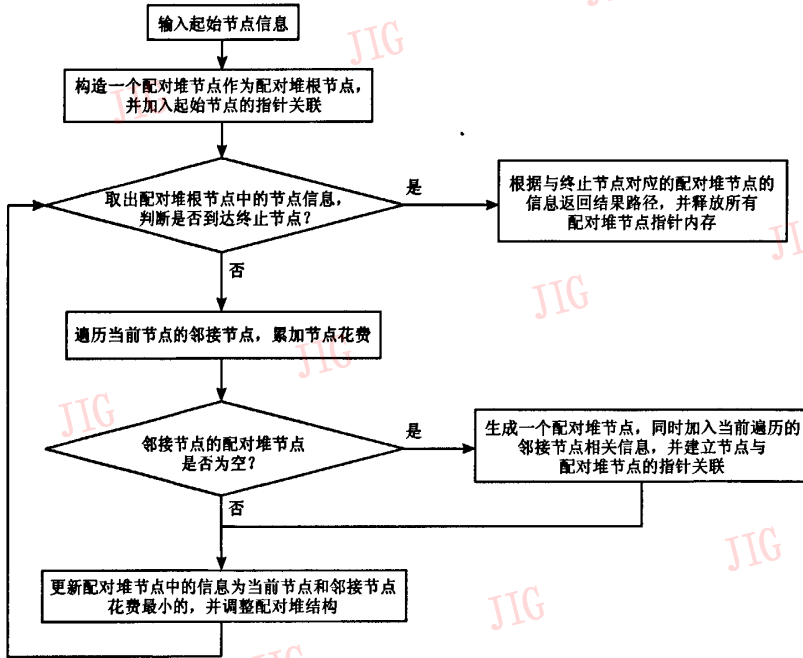 输入起始节点信息
构造一个配对堆节点作为配对堆根节点,
并加入起始节点的指针关联
取出配对堆根节点中的节点信息,
判断是否到达终止节点?
是
根据与终止节点对应的配对堆节点的
信息返回结果路径,并释放所有
配对堆节点指针内存
否
遍历当前节点的邻接节点,累加节点花费
邻接节点的配对堆节点
是否为空?
是
生成一个配对堆节点,同时加入当前遍历的
邻接节点相关信息,并建立节点与
配对堆节点的指针关联
否
更新配对堆节点中的信息为当前节点和邻接节点
花费最小的,并调整配对堆结构
JIG
JIG
JIG
JIG
JIG
JIG
JIG
JIG